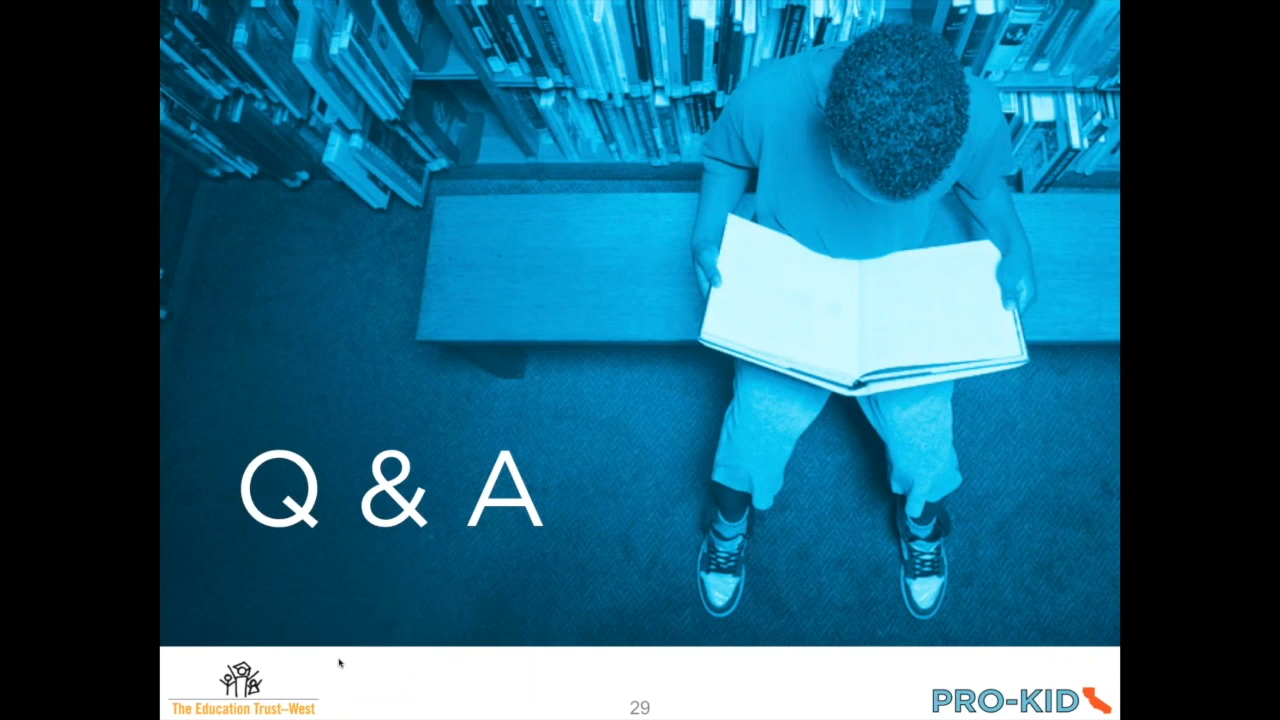 Q & A
The Education Trust–West
29
PRO-KID